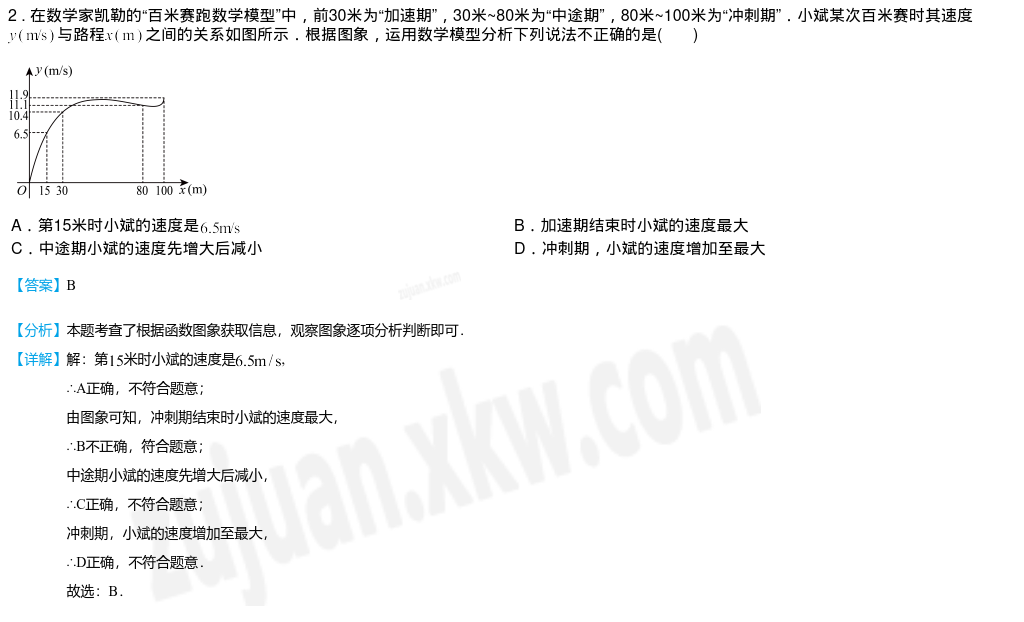 2．在数学家凯勒的“百米赛跑数学模型”中，前30米为“加速期”，30米~80米为“中途期”，80米~100米为“冲刺期”．小斌某次百米赛时其速度
y(m/s)与路程x(m)之间的关系如图所示．根据图象，运用数学模型分析下列说法不正确的是(　　)
y(m/s)
11.9
11.1
10.4
6.5
O 15 30 80 100 x(m)
A．第15米时小斌的速度是6.5m/s B．加速期结束时小斌的速度最大
C．中途期小斌的速度先增大后减小 D．冲刺期，小斌的速度增加至最大
【答案】B
zujuan.xkw.com
【分析】本题考查了根据函数图象获取信息，观察图象逐项分析判断即可．
【详解】解：第15米时小斌的速度是6.5m/s，
∴A正确，不符合题意；
由图象可知，冲刺期结束时小斌的速度最大，
∴B不正确，符合题意；
中途期小斌的速度先增大后减小，
∴C正确，不符合题意；
冲刺期，小斌的速度增加至最大，
∴D正确，不符合题意．
故选：B．
zujuan.xkw.com